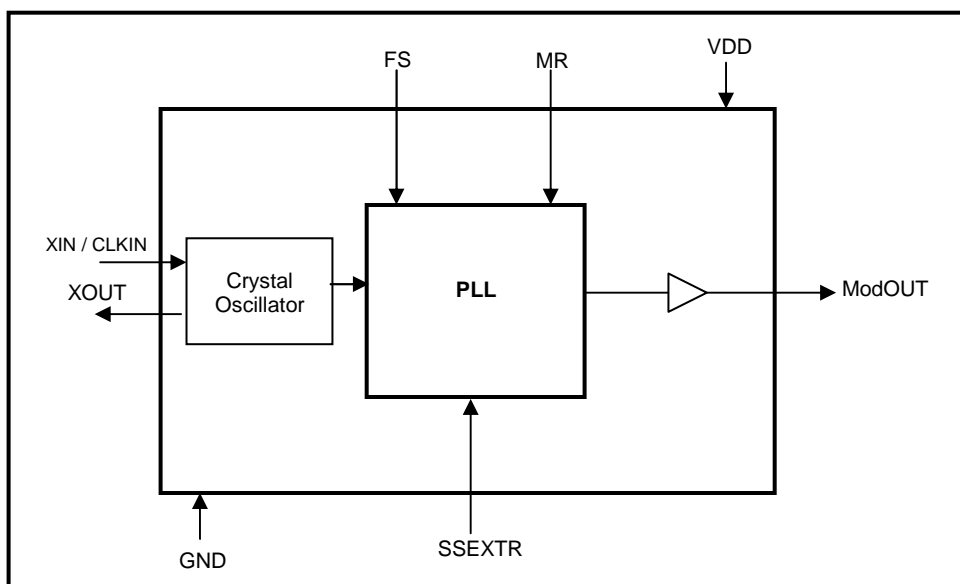 FS
MR
VDD
XIN / CLKIN
XOUT
Crystal
Oscillator
PLL
ModOUT
GND
SSEXTR